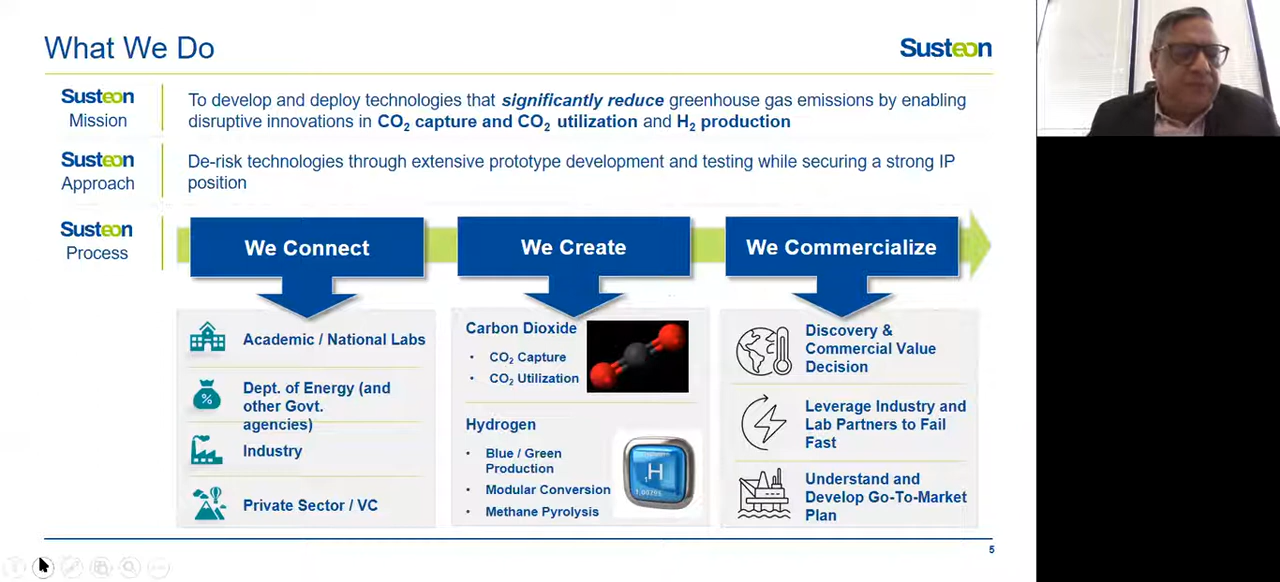 What We Do
Susteon
Susteon
Mission
To develop and deploy technologies that significantly reduce greenhouse gas emissions by enabling
disruptive innovations in CO₂ capture and CO₂ utilization and H₂ production
Susteon
Approach
De-risk technologies through extensive prototype development and testing while securing a strong IP
position
Susteon
Process
We Connect
We Create
We Commercialize
Academic / National Labs
Dept. of Energy (and
other Govt.
agencies)
Industry
Private Sector / VC
%
Carbon Dioxide
• CO₂ Capture
• CO₂ Utilization
Hydrogen
• Blue / Green
Production
• Modular Conversion
• Methane Pyrolysis
H
1
1.00795
Discovery &
Commercial Value
Decision
Leverage Industry and
Lab Partners to Fail
Fast
Understand and
Develop Go-To-Market
Plan
5